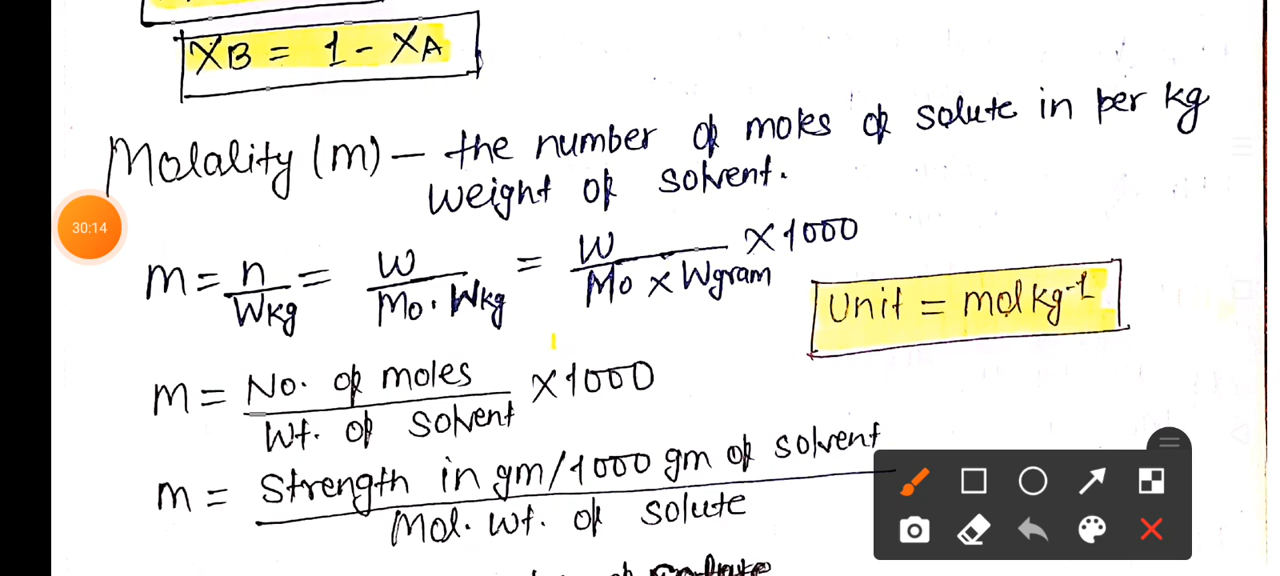 XB = 1 - XA
Molality (m) — the number of moles of solute in per kg
weight of solvent.
m = n/Wkg = W/Mo. Wkg = W/Mo x Wgram x 1000
Unit = mol kg⁻¹
30:14
m = No. of moles/Wt. of solvent x 1000
m = Strength in gm/1000 gm of solvent/Mol. wt. of solute
of